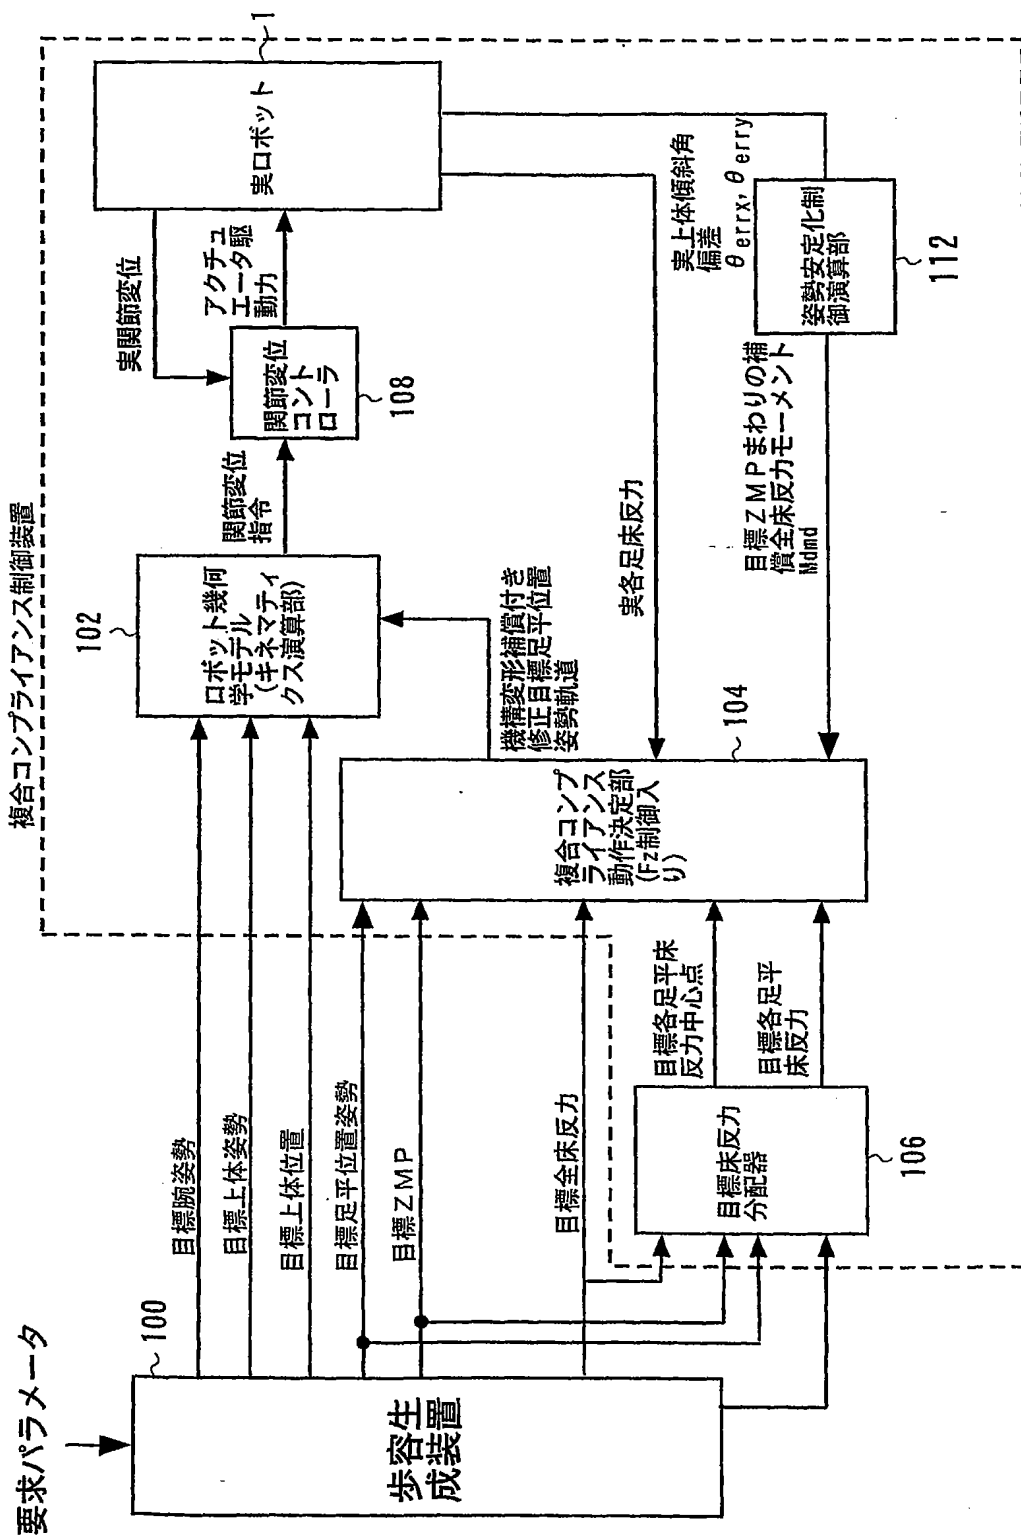 要求パラメータ
100
歩容生
成装置
目標腕姿勢
目標上体姿勢
目標上体位置
目標足平位置姿勢
目標ZMP
目標全床反力
目標床反力
分配器
106
目標各足平床
反力中心点
目標各足平
床反力
複合コンプライアンス制御装置
102
ロボット幾何
学モデル
(キネマティ
クス演算部)
複合コンプ
ライアンス
動作決定部
(Fz制御入
り)
104
機構変形補償付き
修正目標足平位置
姿勢軌道
関節変位
指令
関節変位
コント
ローラ
108
実関節変位
アクチュ
エータ駆
動力
実ロボット
1
実各足床反力
目標ZMPまわりの補
償全床反力モーメント
Mdmd
姿勢安定化制
御演算部
112
実上体傾斜角
偏差
θerrx, θerry